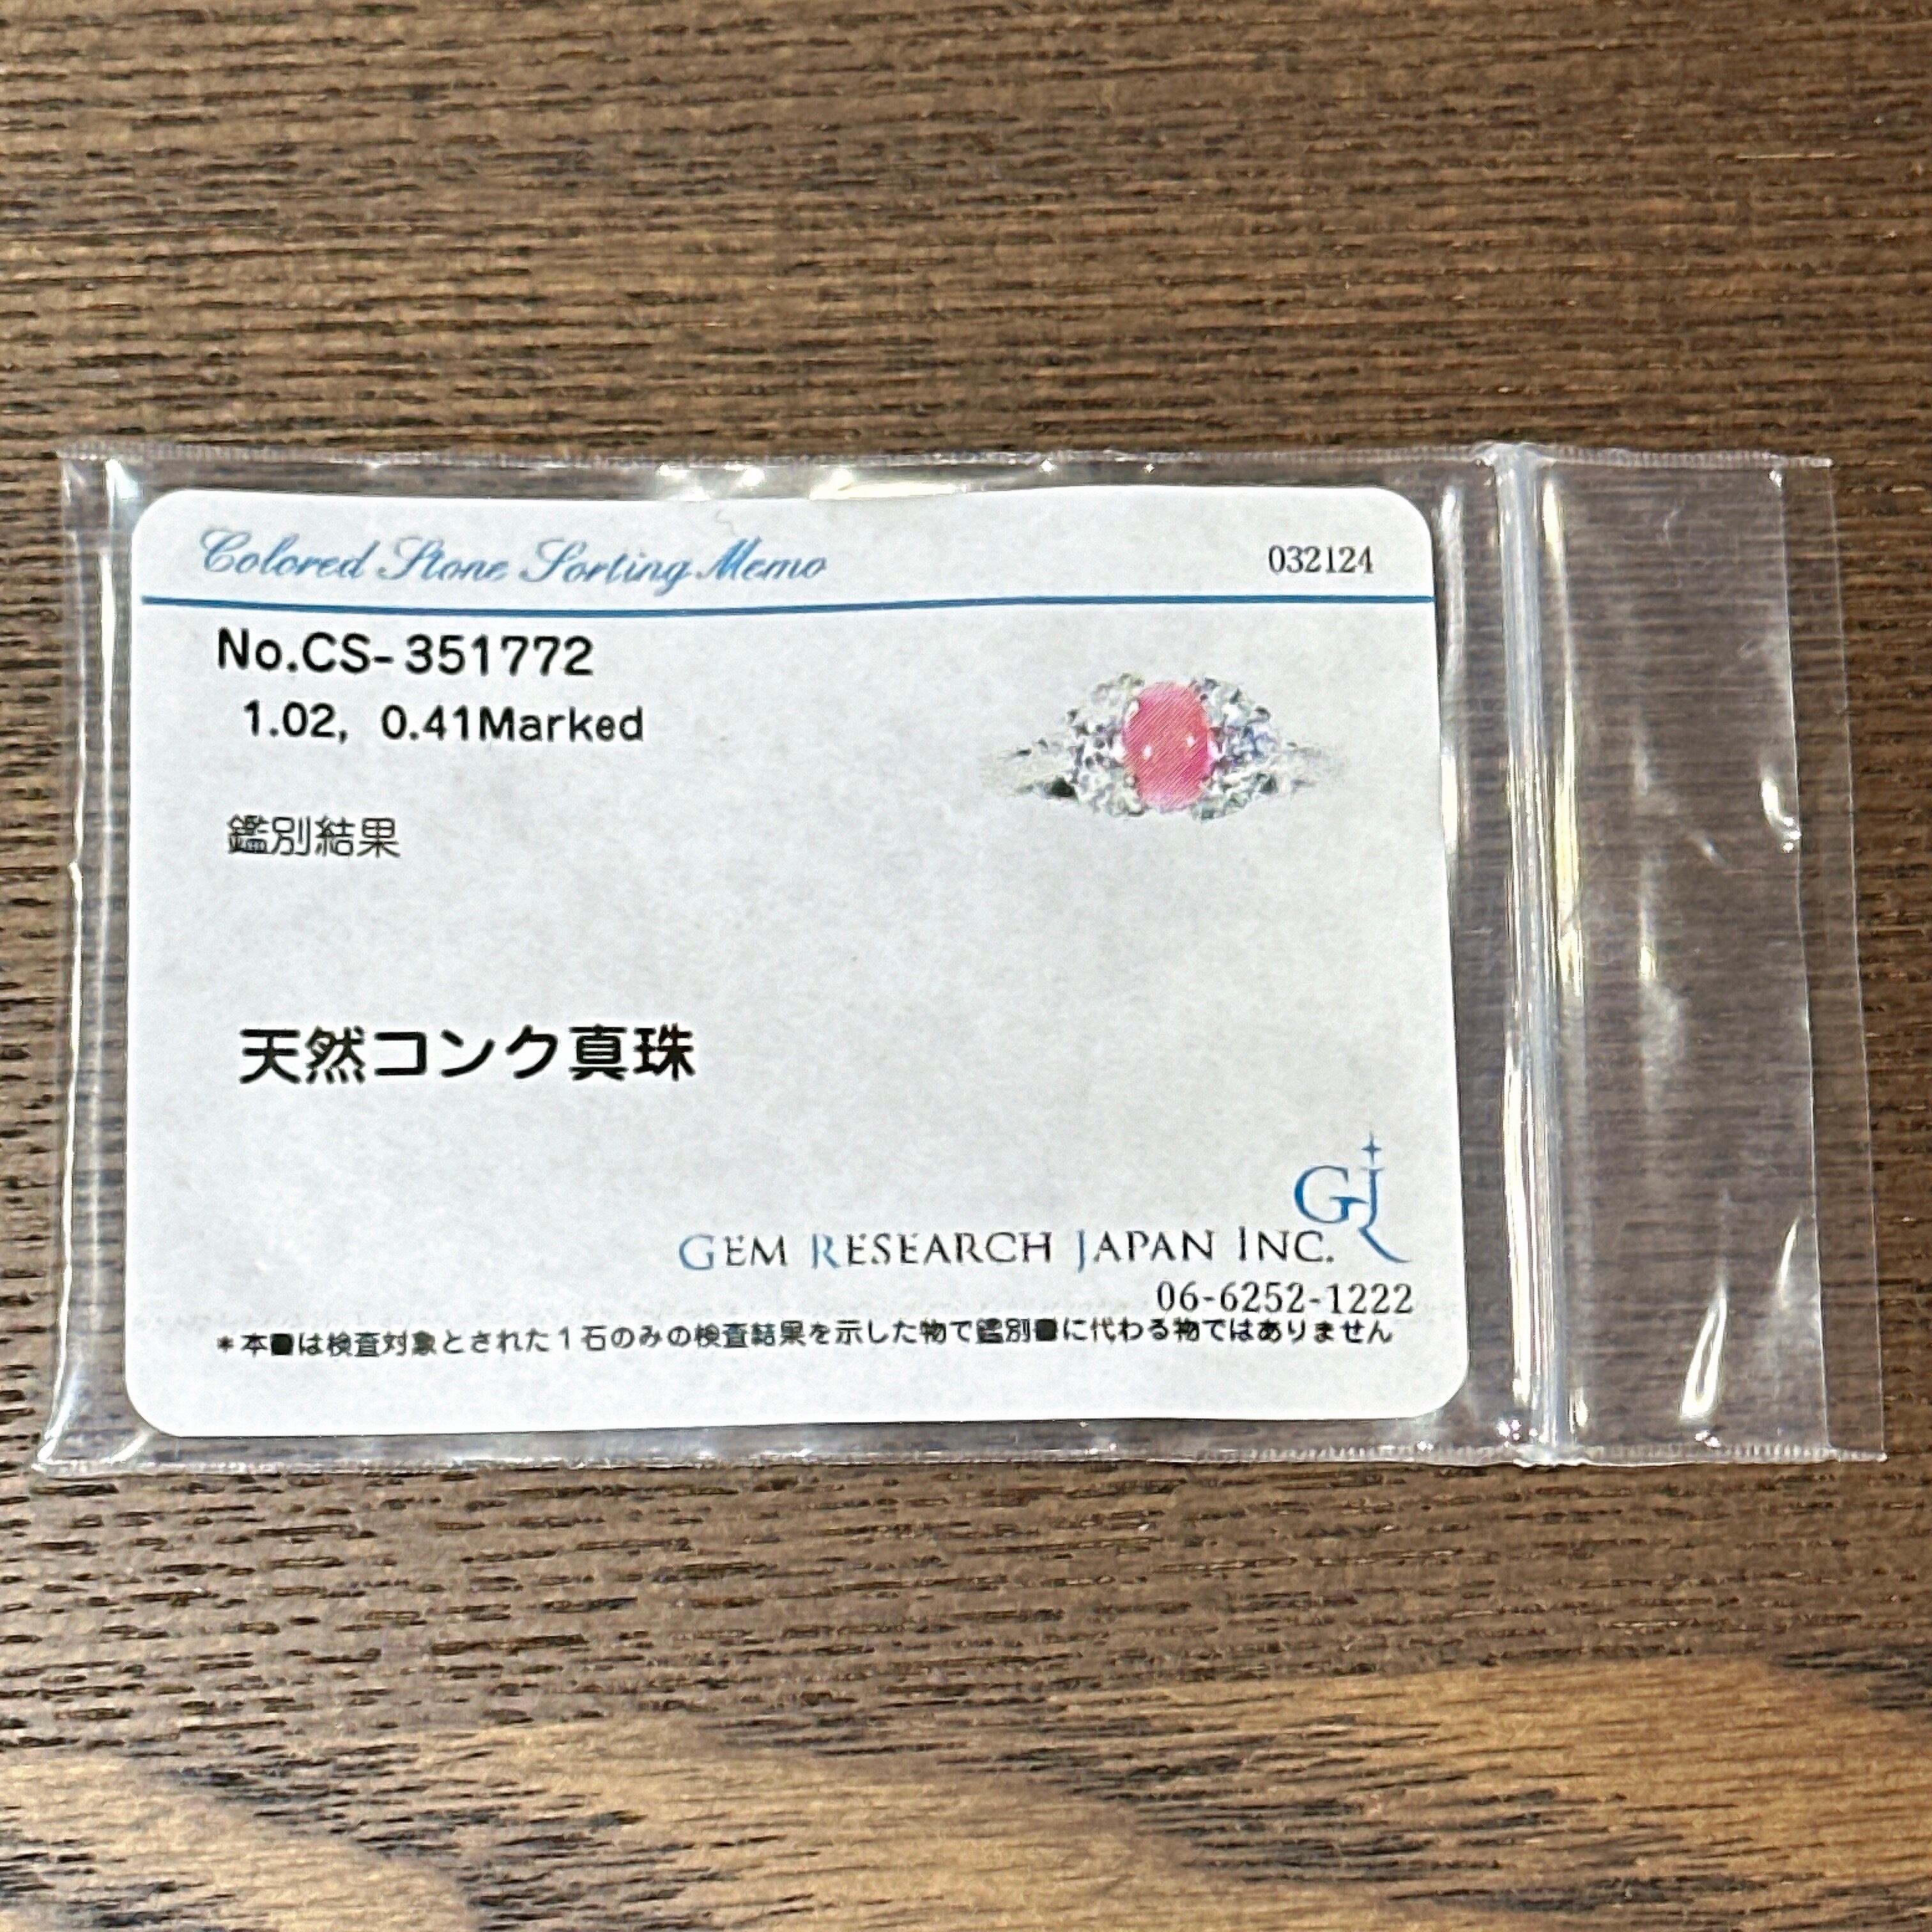 Colored Stone Sorting Memo 032124
No.CS-351772
1.02, 0.41Marked
鑑別結果
天然コンク真珠
GJ
GEM RESEARCH JAPAN INC.
06-6252-1222
*本●は検査対象とされた1石のみの検査結果を示した物で鑑別●に代わる物ではありません